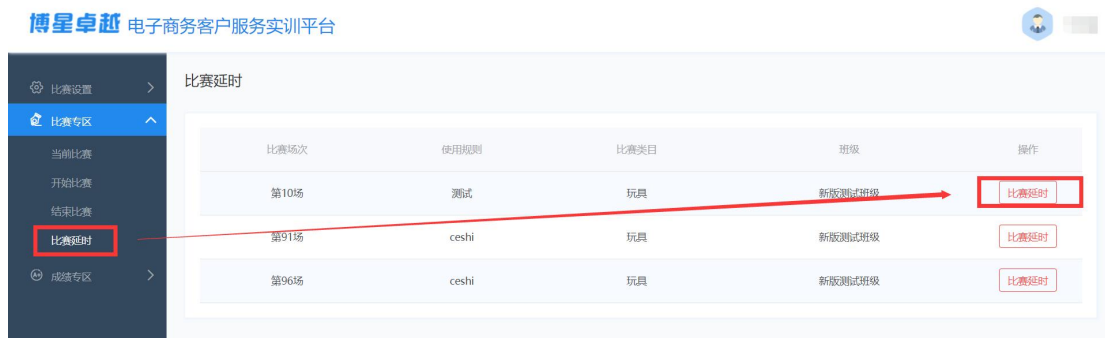 博星卓越 电子商务客户服务实训平台
比赛设置
比赛专区
当前比赛
开始比赛
结束比赛
比赛延时
成绩专区
比赛延时
比赛场次 使用规则 比赛类目 班级 操作
第10场 测试 玩具 新版测试班级 比赛延时
第91场 ceshi 玩具 新版测试班级 比赛延时
第96场 ceshi 玩具 新版测试班级 比赛延时